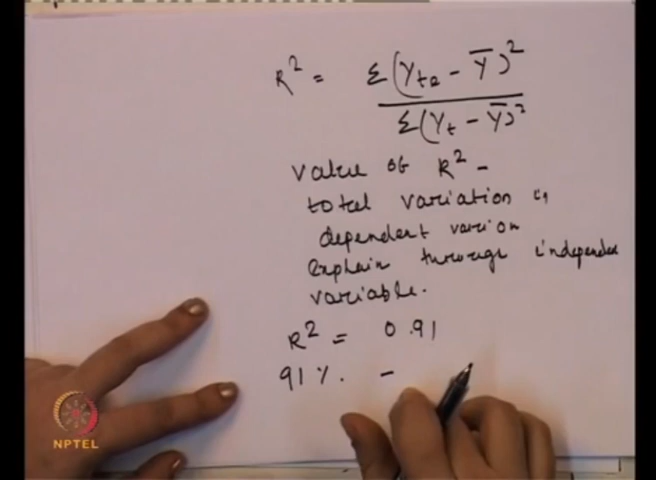 R² = Σ(Yte - Ȳ)²
Σ(Yt - Ȳ)²
value of R² -
total variation in
dependent varion
explain through independent
variable.
R² = 0.91
91%. -
NPTEL